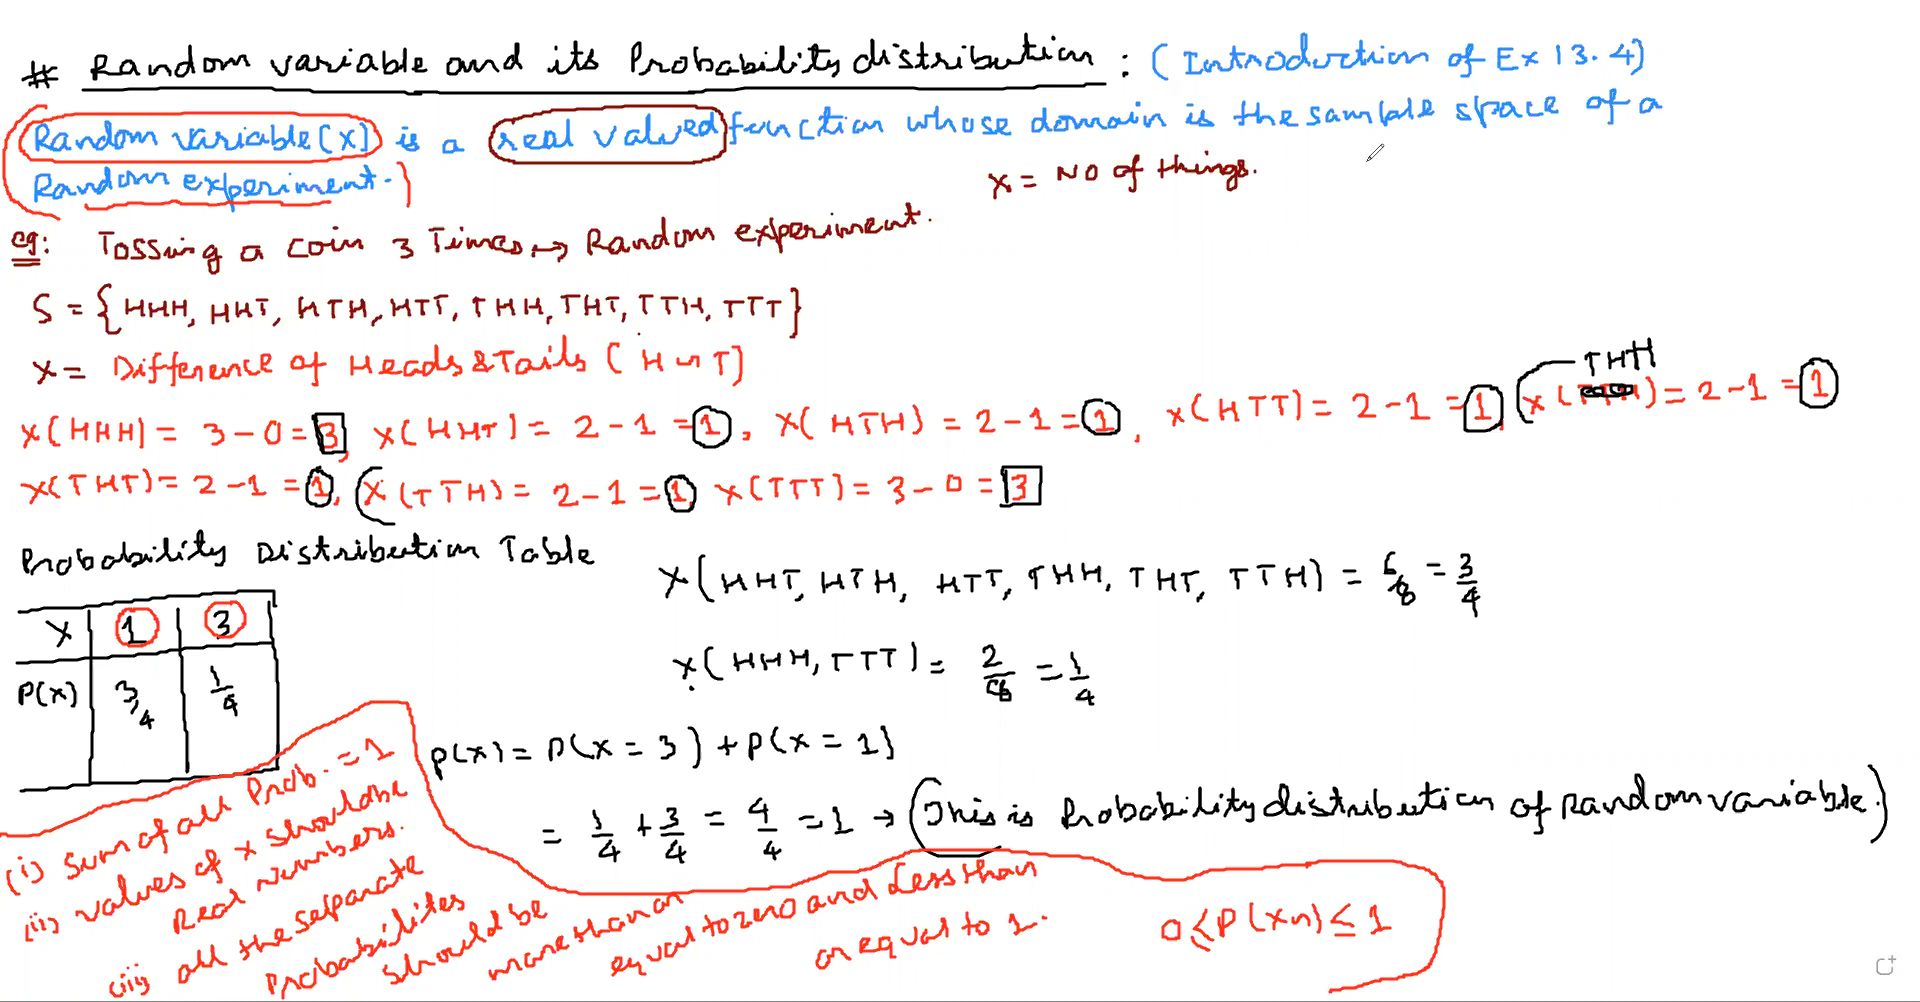 # Random variable and its Probability distribution : (Introduction of Ex 13.4)
Random variable (X) is a real valued function whose domain is the sample space of a
Random experiment.
X = NO of things.
eg: Tossing a coin 3 Times → Random experiment.
S = {HHH, HHT, HTH, HTT, THH, THT, TTH, TTT}
X = Difference of Heads & Tails (H ~ T)
THH
X(HHH) = 3-0 = 3, X(HHT) = 2-1 = 1, X(HTH) = 2-1 = 1, X(HTT) = 2-1 = 1, X( ) = 2-1 = 1
X(THT) = 2-1 = 1, X(TTH) = 2-1 = 1 X(TTT) = 3-0 = 3
Probability Distribution Table
X(HHT, HTH, HTT, THH, THT, TTH) = 6/8 = 3/4
X 1 3
P(X) 3/4 1/4
X(HHH, TTT) = 2/8 = 1/4
P(X) = P(X = 3) + P(X = 1)
= 1/4 + 3/4 = 4/4 = 1 → (This is Probability distribution of Random variable.)
(i) Sum of all Prob. = 1
(ii) values of x should be
Real numbers.
(iii) all the separate
Probabilites
should be
more than or
equal to zero and Less than
or equal to 1.
0 ≤ P(Xn) ≤ 1